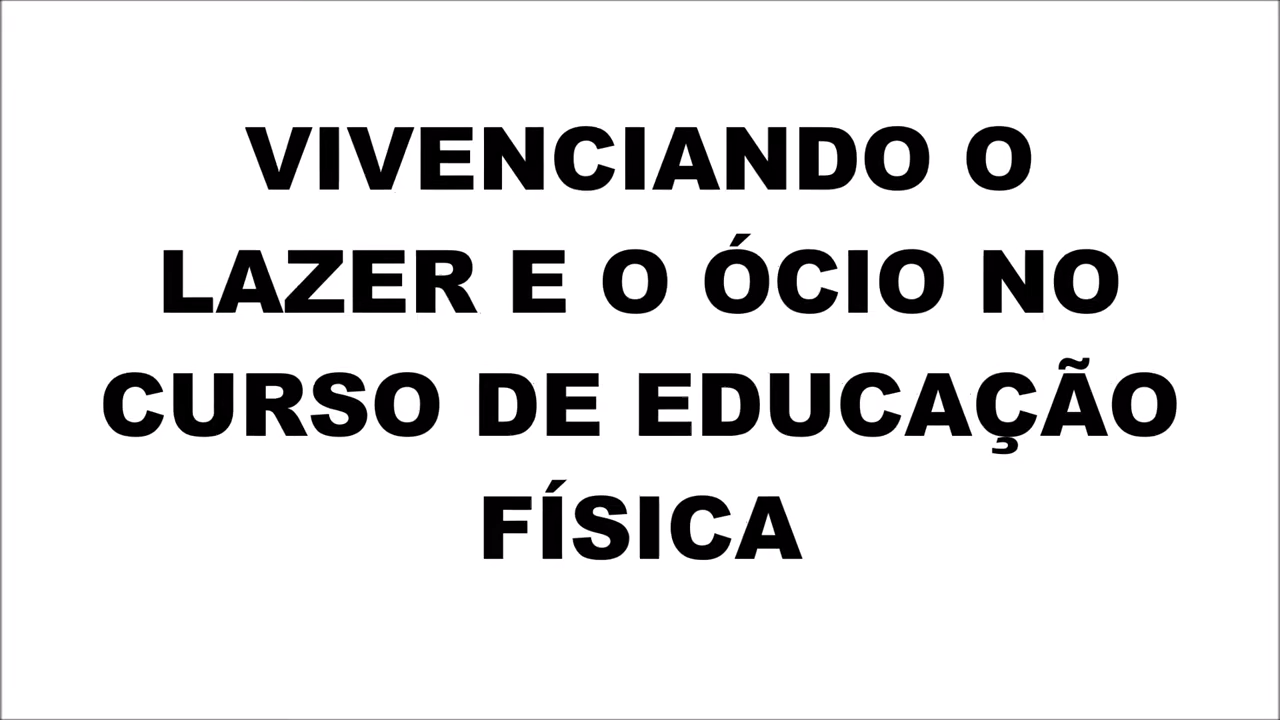 VIVENCIANDO O
LAZER E O ÓCIO NO
CURSO DE EDUCAÇÃO
FÍSICA